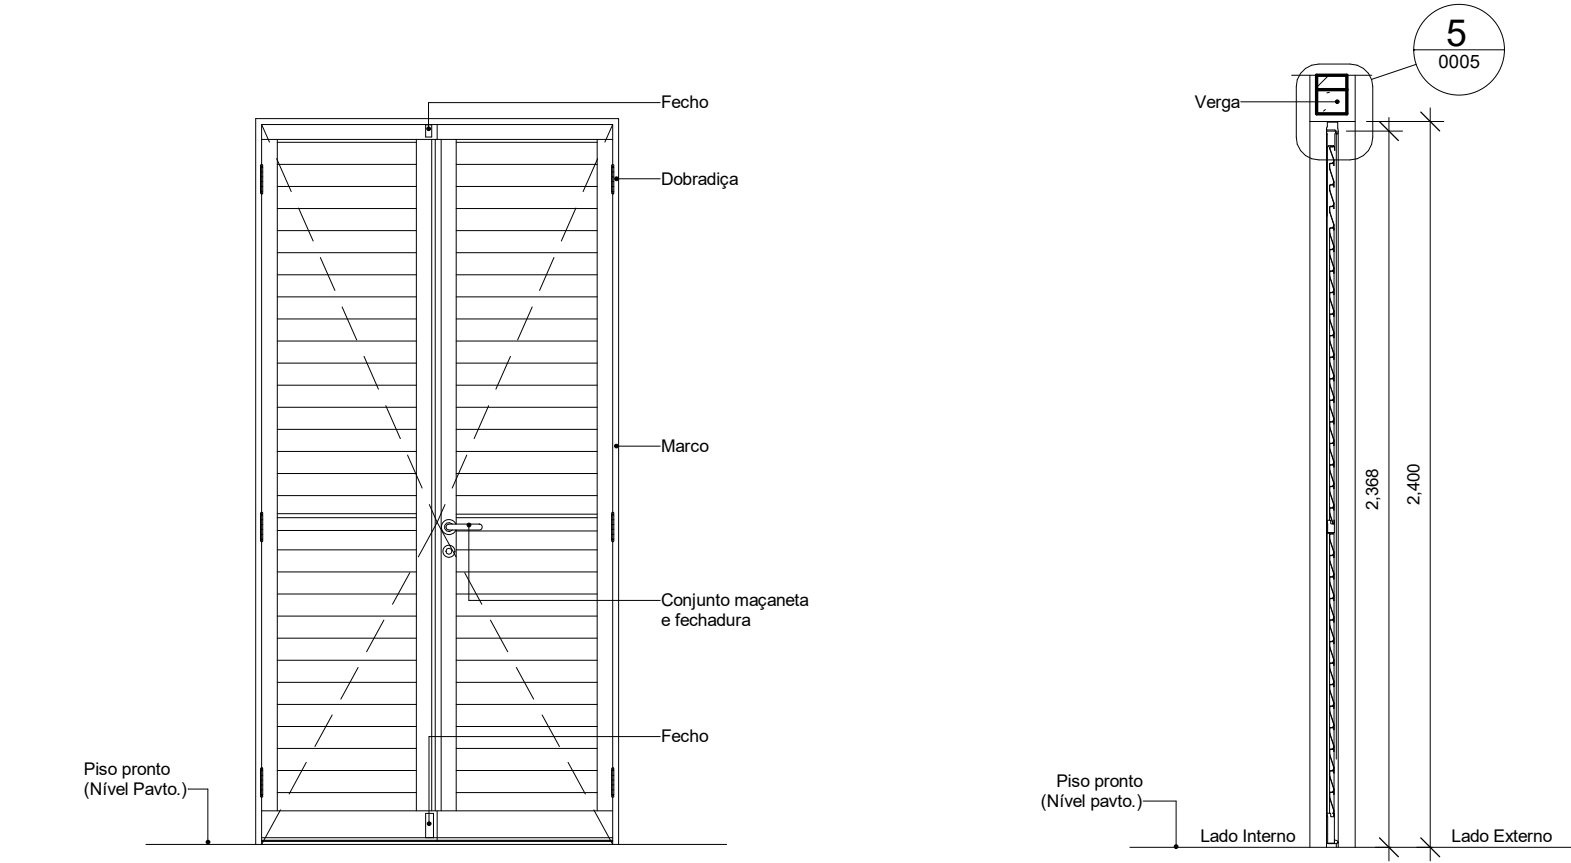 Fecho
Dobradiça
Marco
Conjunto maçaneta
e fechadura
Fecho
Piso pronto
(Nível Pavto.)
5
0005
Verga
2,368
2,400
Piso pronto
(Nível pavto.)
Lado Interno
Lado Externo